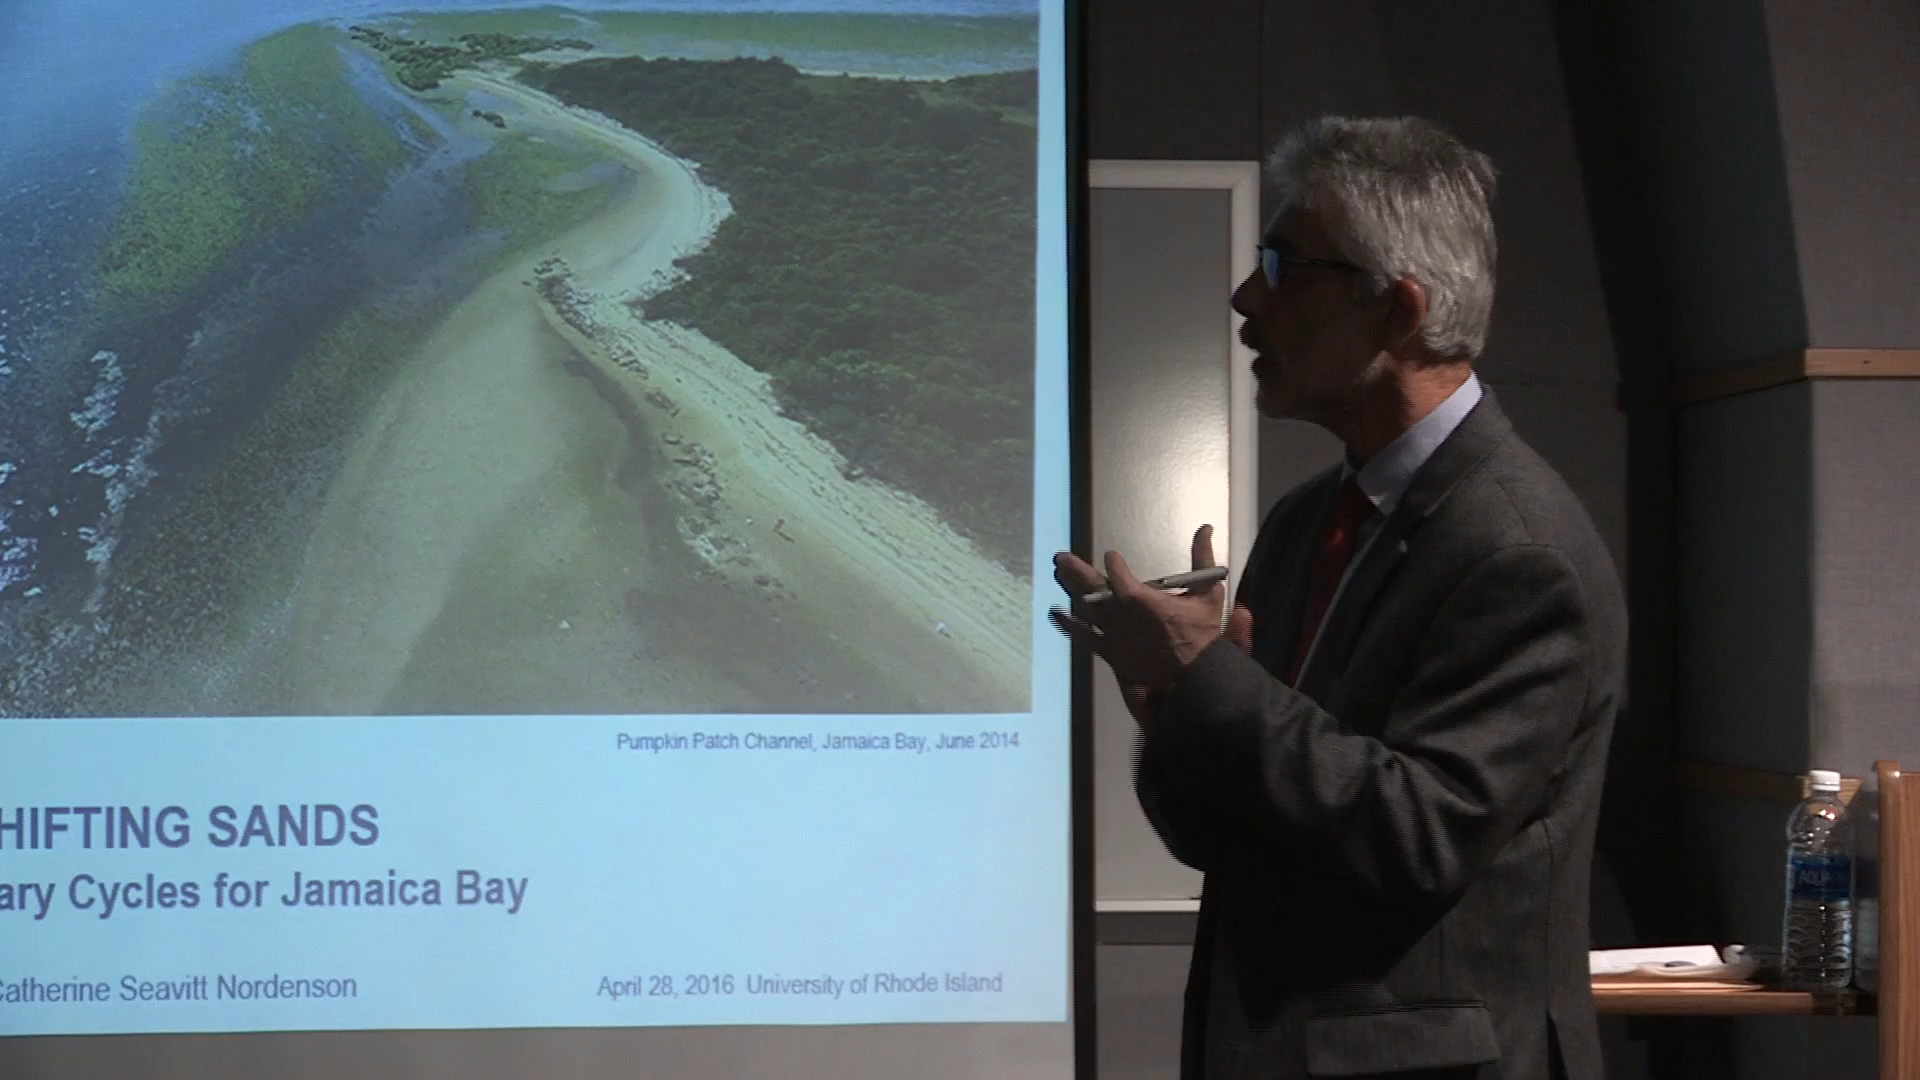 Pumpkin Patch Channel, Jamaica Bay, June 2014
HIFTING SANDS
ary Cycles for Jamaica Bay
Catherine Seavitt Nordenson
April 28, 2016 University of Rhode Island
AQUA